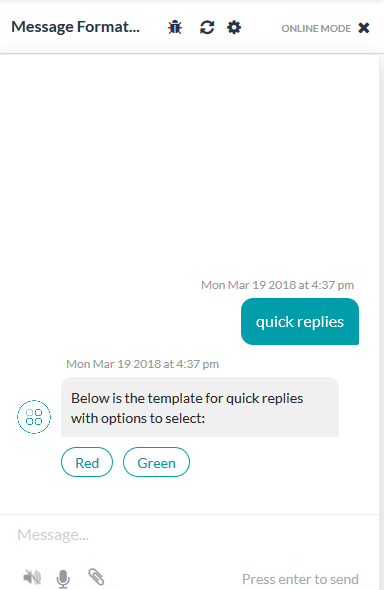 Message Format...
ONLINE MODE
Mon Mar 19 2018 at 4:37 pm
quick replies
Mon Mar 19 2018 at 4:37 pm
Below is the template for quick replies
with options to select:
Red Green
Message...
Press enter to send